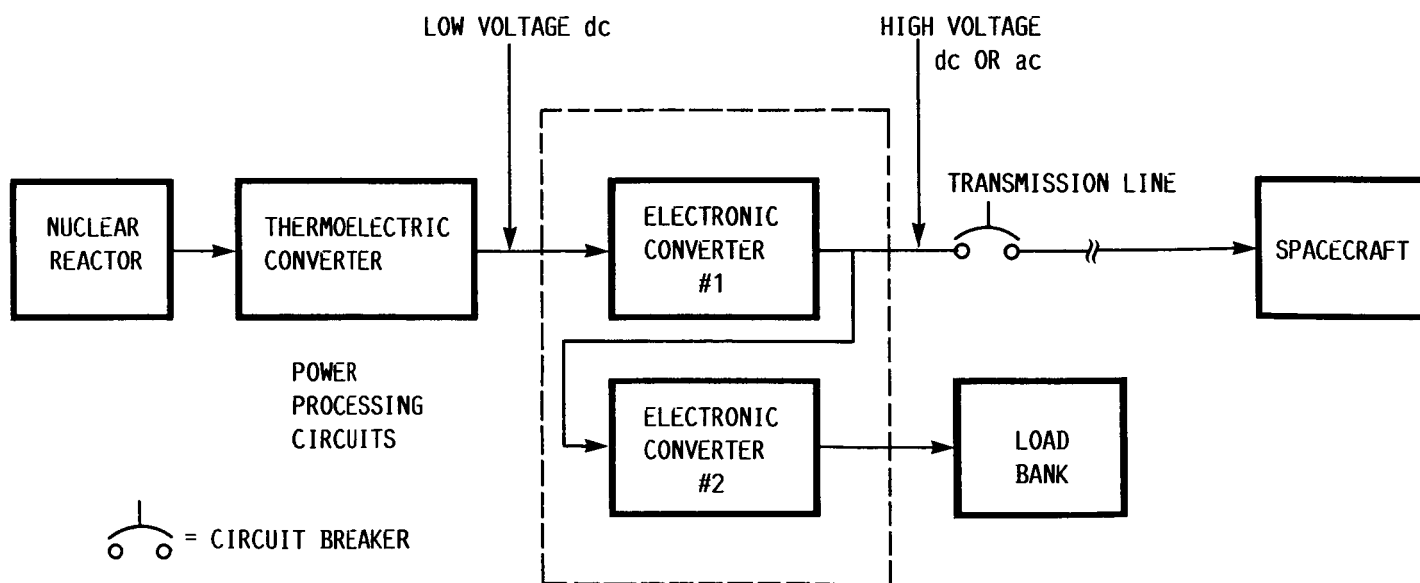 LOW VOLTAGE dc
HIGH VOLTAGE
dc OR ac
NUCLEAR
REACTOR
THERMOELECTRIC
CONVERTER
ELECTRONIC
CONVERTER
#1
TRANSMISSION LINE
SPACECRAFT
POWER
PROCESSING
CIRCUITS
ELECTRONIC
CONVERTER
#2
LOAD
BANK
= CIRCUIT BREAKER